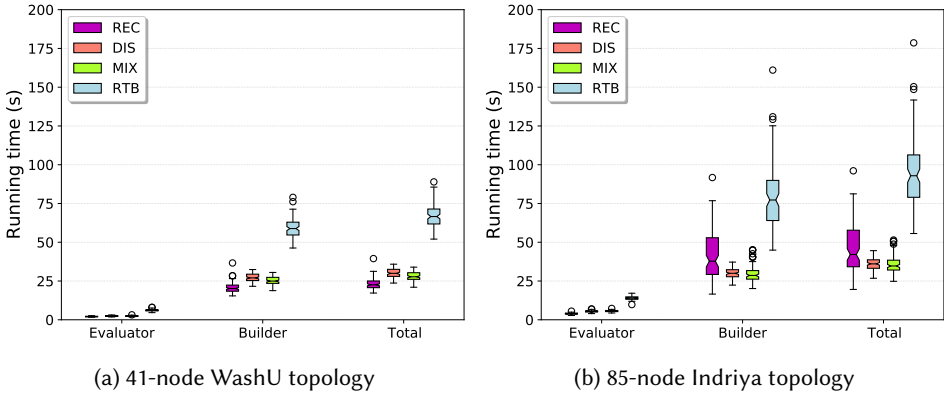 200
175
150
125
100
75
50
25
0
Running time (s)
REC
DIS
MIX
RTB
Evaluator Builder Total
(a) 41-node WashU topology
200
175
150
125
100
75
50
25
0
Running time (s)
REC
DIS
MIX
RTB
Evaluator Builder Total
(b) 85-node Indriya topology